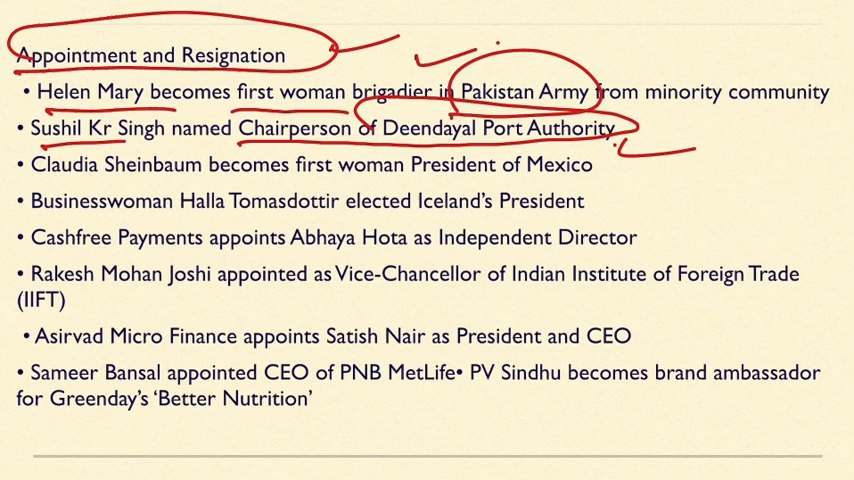 Appointment and Resignation
• Helen Mary becomes first woman brigadier in Pakistan Army from minority community
• Sushil Kr Singh named Chairperson of Deendayal Port Authority
• Claudia Sheinbaum becomes first woman President of Mexico
• Businesswoman Halla Tomasdottir elected Iceland's President
• Cashfree Payments appoints Abhaya Hota as Independent Director
• Rakesh Mohan Joshi appointed as Vice-Chancellor of Indian Institute of Foreign Trade
(IIFT)
• Asirvad Micro Finance appoints Satish Nair as President and CEO
• Sameer Bansal appointed CEO of PNB MetLife• PV Sindhu becomes brand ambassador
for Greenday's 'Better Nutrition'